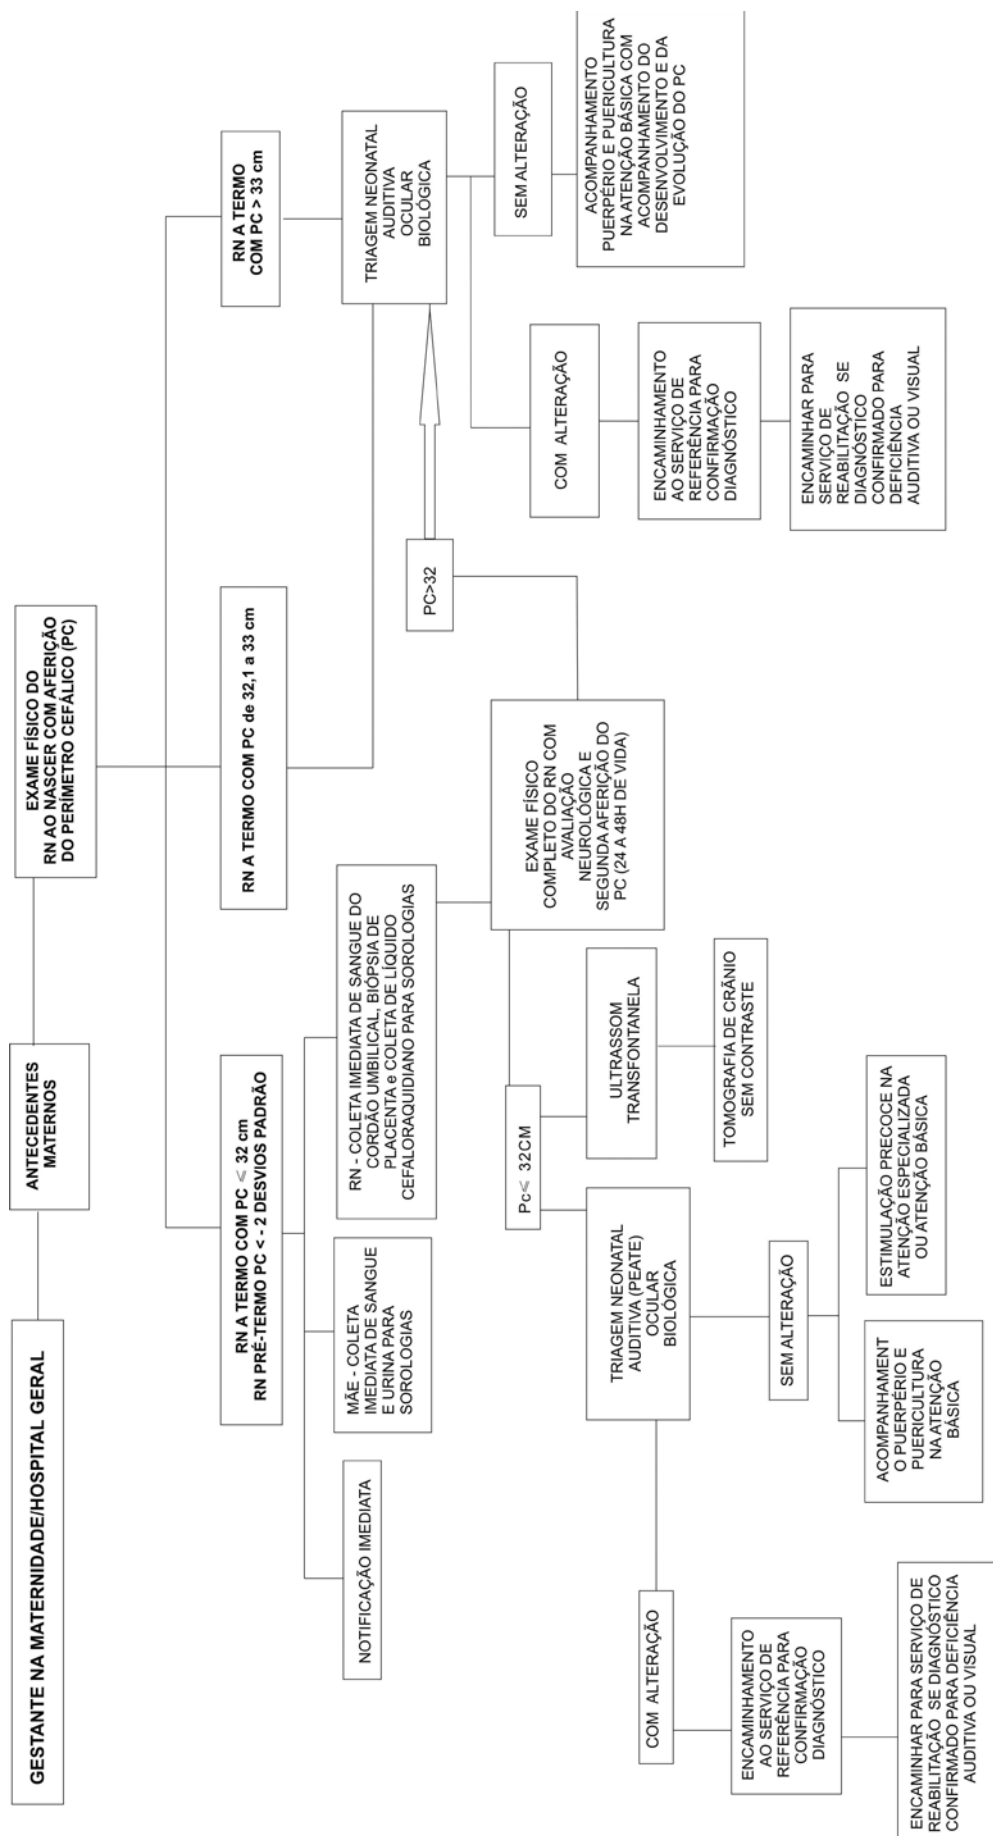 GESTANTE NA MATERNIDADE/HOSPITAL GERAL
ANTECEDENTES
MATERNOS
EXAME FÍSICO DO
RN AO NASCER COM AFERIÇÃO
DO PERÍMETRO CEFÁLICO (PC)
RN A TERMO COM PC ⩽ 32 cm
RN PRÉ-TERMO PC < - 2 DESVIOS PADRÃO
RN A TERMO COM PC de 32,1 a 33 cm
RN A TERMO
COM PC > 33 cm
NOTIFICAÇÃO IMEDIATA
MÃE - COLETA
IMEDIATA DE SANGUE
E URINA PARA
SOROLOGIAS
RN - COLETA IMEDIATA DE SANGUE DO
CORDÃO UMBILICAL, BIÓPSIA DE
PLACENTA e COLETA DE LÍQUIDO
CEFALORAQUIDIANO PARA SOROLOGIAS
TRIAGEM NEONATAL
AUDITIVA
OCULAR
BIOLÓGICA
PC>32
EXAME FÍSICO
COMPLETO DO RN COM
AVALIAÇÃO
NEUROLÓGICA E
SEGUNDA AFERIÇÃO DO
PC (24 A 48H DE VIDA)
COM ALTERAÇÃO
SEM ALTERAÇÃO
ENCAMINHAMENTO
AO SERVIÇO DE
REFERÊNCIA PARA
CONFIRMAÇÃO
DIAGNÓSTICO
ACOMPANHAMENTO
PUERPÉRIO E PUERICULTURA
NA ATENÇÃO BÁSICA COM
ACOMPANHAMENTO DO
DESENVOLVIMENTO E DA
EVOLUÇÃO DO PC
ENCAMINHAR PARA
SERVIÇO DE
REABILITAÇÃO SE
DIAGNÓSTICO
CONFIRMADO PARA
DEFICIÊNCIA
AUDITIVA OU VISUAL
Pc⩽ 32CM
TRIAGEM NEONATAL
AUDITIVA (PEATE)
OCULAR
BIOLÓGICA
ULTRASSOM
TRANSFONTANELA
TOMOGRAFIA DE CRÂNIO
SEM CONTRASTE
COM ALTERAÇÃO
SEM ALTERAÇÃO
ENCAMINHAMENTO
AO SERVIÇO DE
REFERÊNCIA PARA
CONFIRMAÇÃO
DIAGNÓSTICO
ACOMPANHAMENT
O PUERPÉRIO E
PUERICULTURA
NA ATENÇÃO
BÁSICA
ESTIMULAÇÃO PRECOCE NA
ATENÇÃO ESPECIALIZADA
OU ATENÇÃO BÁSICA
ENCAMINHAR PARA SERVIÇO DE
REABILITAÇÃO SE DIAGNÓSTICO
CONFIRMADO PARA DEFICIÊNCIA
AUDITIVA OU VISUAL